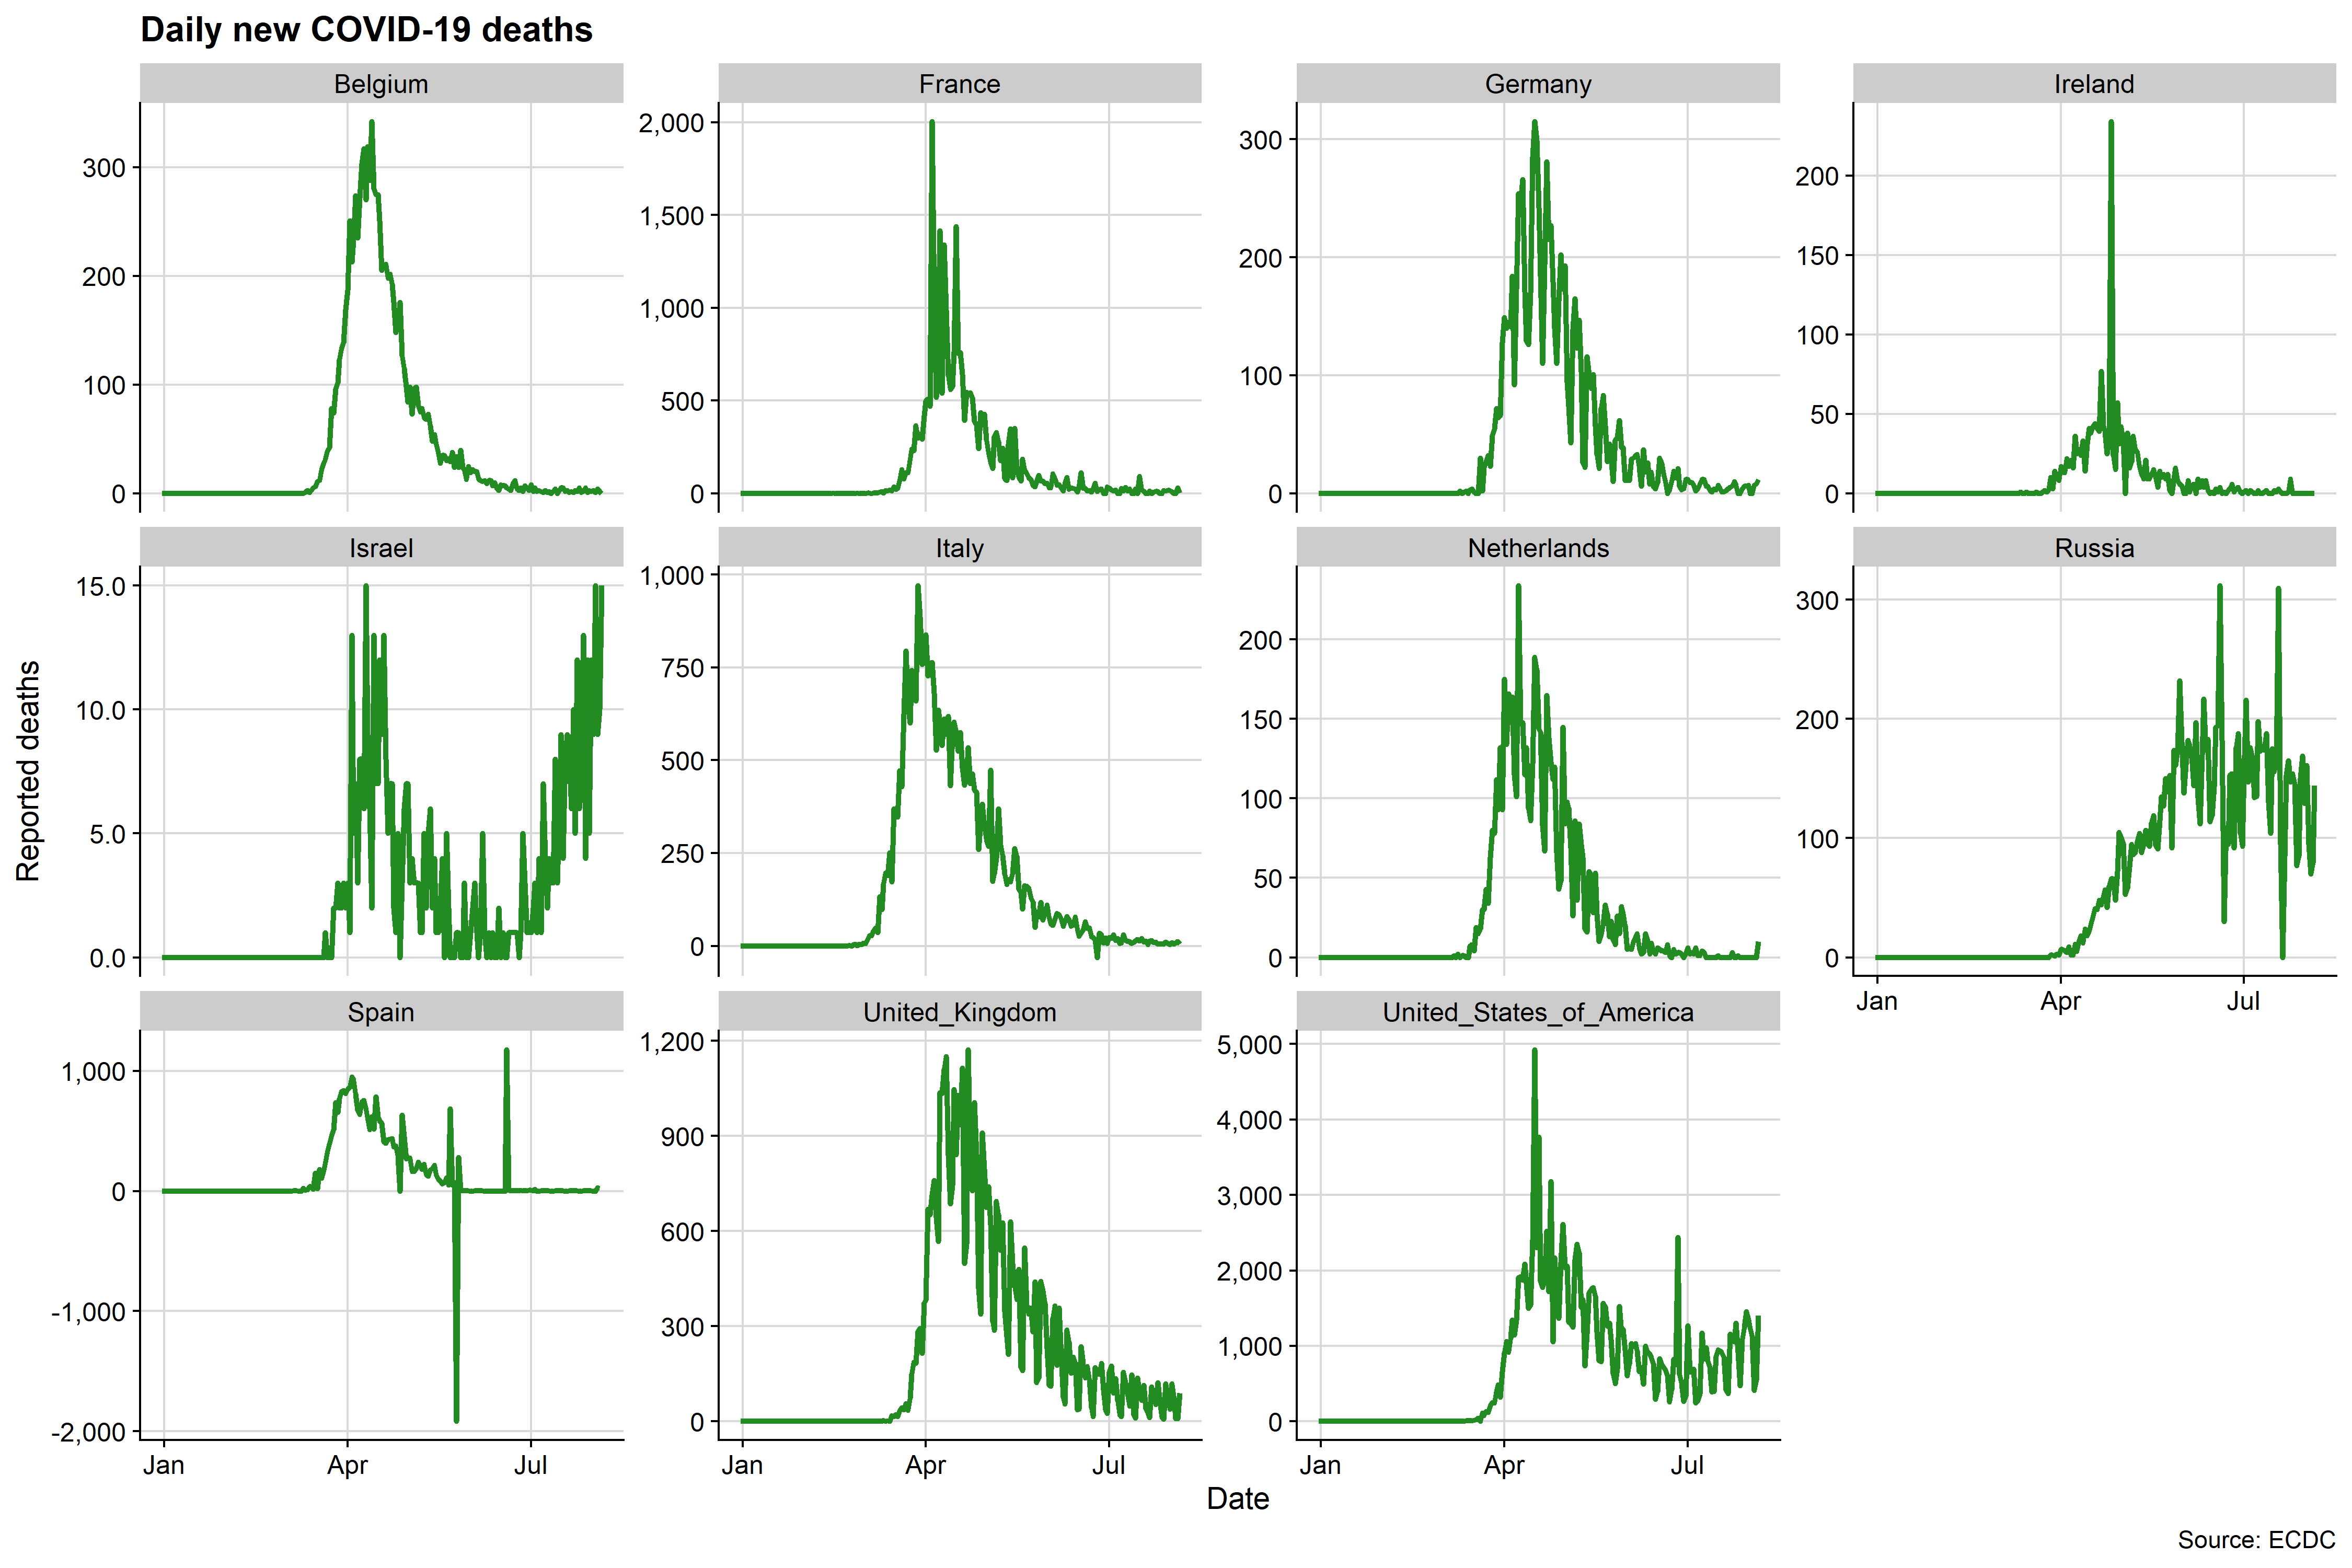 Daily new COVID-19 deaths
Belgium
France
Germany
Ireland
300
200
100
0
2,000
1,500
1,000
500
0
300
200
100
0
200
150
100
50
0
Israel
Italy
Netherlands
Russia
15.0
10.0
5.0
0.0
1,000
750
500
250
0
200
150
100
50
0
300
200
100
0
Jan Apr Jul
Spain
United_Kingdom
United_States_of_America
1,000
0
-1,000
-2,000
Jan Apr Jul
1,200
900
600
300
0
Jan Apr Jul
5,000
4,000
3,000
2,000
1,000
0
Jan Apr Jul
Reported deaths
Date
Source: ECDC